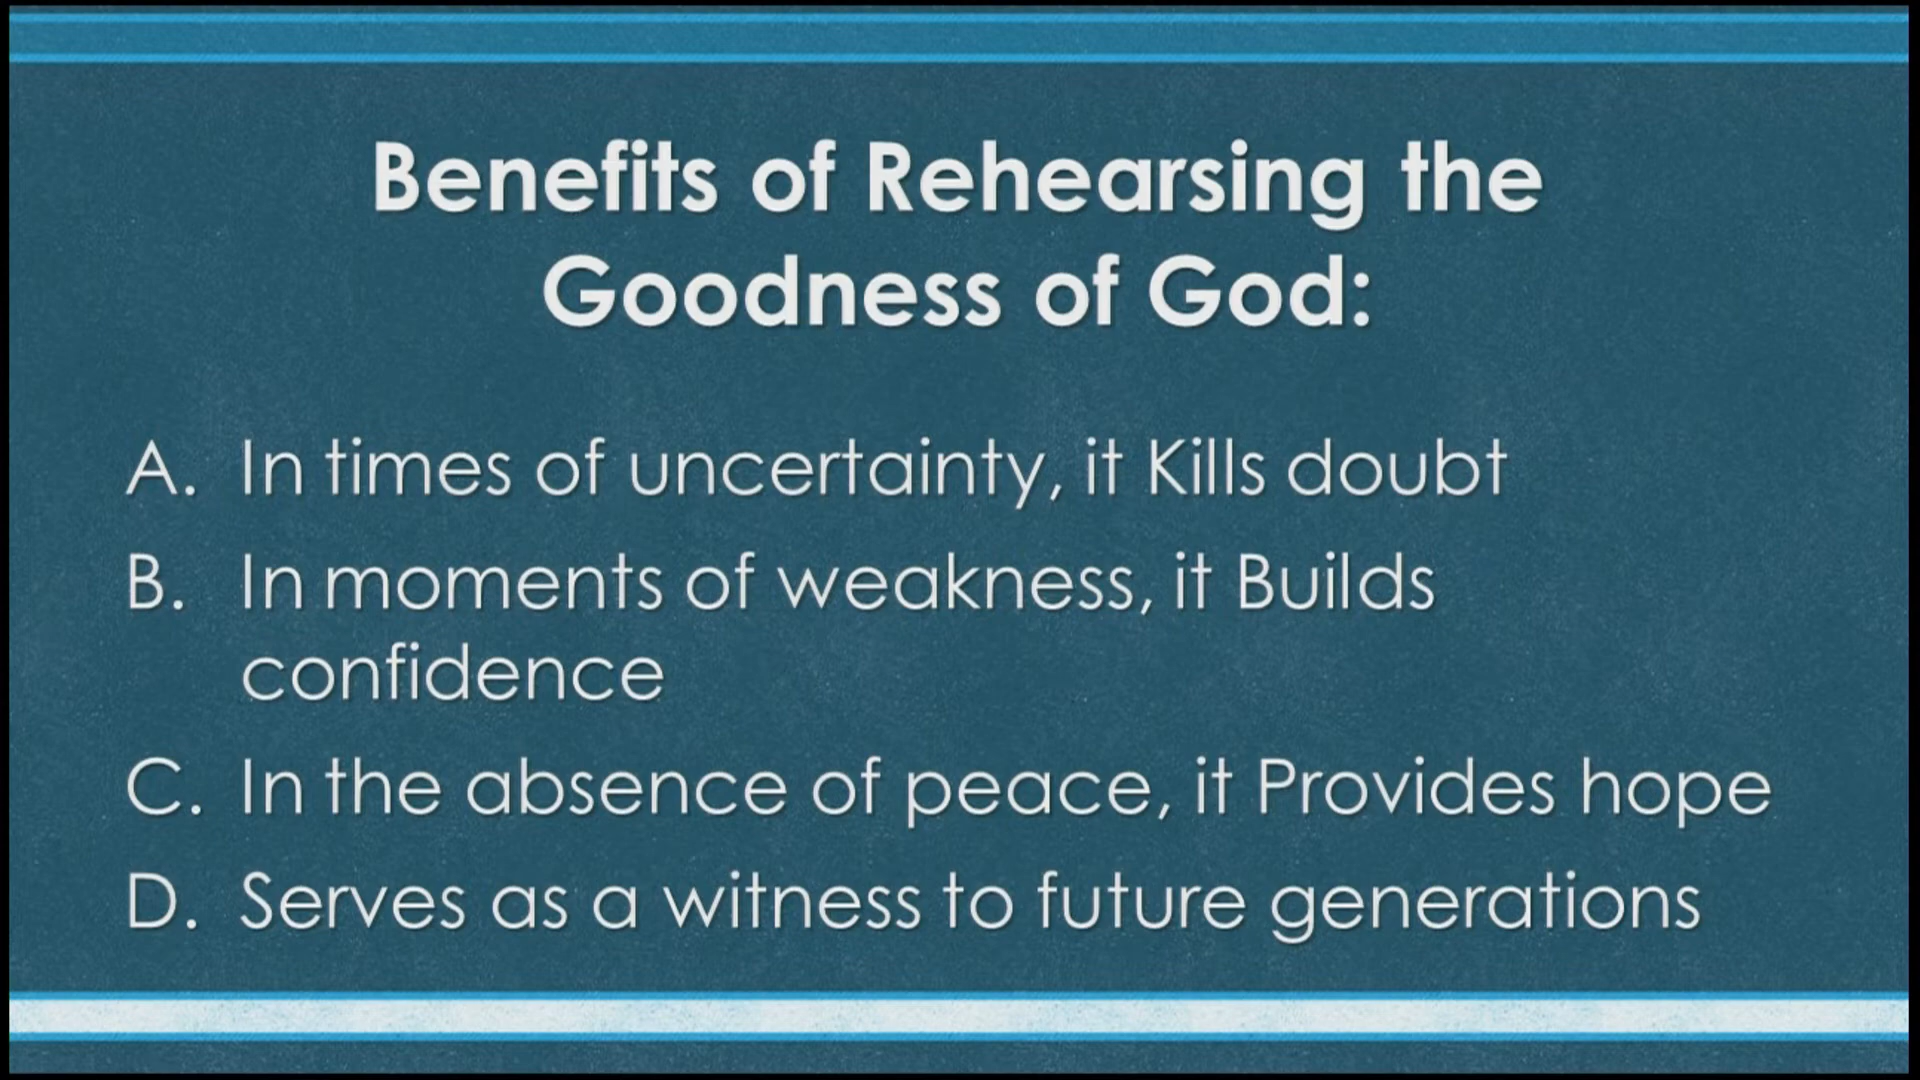 Benefits of Rehearsing the
Goodness of God:
A. In times of uncertainty, it Kills doubt
B. In moments of weakness, it Builds
confidence
C. In the absence of peace, it Provides hope
D. Serves as a witness to future generations